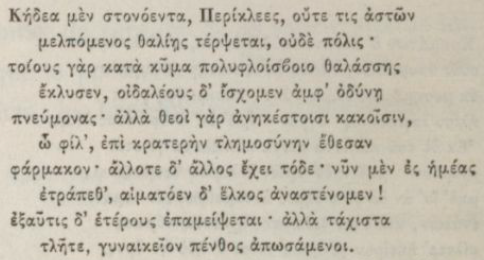 Κήδεα μὲν στονόεντα, Περίκλεες, οὔτε τις ἀστῶν
μελπόμενος θαλίῃς τέρψεται, οὐδὲ πόλις·
τοίους γὰρ κατὰ κῦμα πολυφλοίσβοιο θαλάσσης
ἔκλυσεν, οἰδαλέους δ' ἴσχομεν ἀμφ' ὀδύνῃ
πνεύμονας· ἀλλὰ θεοὶ γὰρ ἀνηκέστοισι κακοῖσιν,
ὦ φίλ', ἐπὶ κρατερὴν τλημοσύνην ἔθεσαν
φάρμακον· ἄλλοτε δ' ἄλλος ἔχει τόδε· νῦν μὲν ἐς ἡμέας
ἐτράπεθ', αἱματόεν δ' ἕλκος ἀναστένομεν!
ἐξαῦτις δ' ἑτέρους ἐπαμείψεται· ἀλλὰ τάχιστα
τλῆτε, γυναικεῖον πένθος ἀπωσάμενοι.